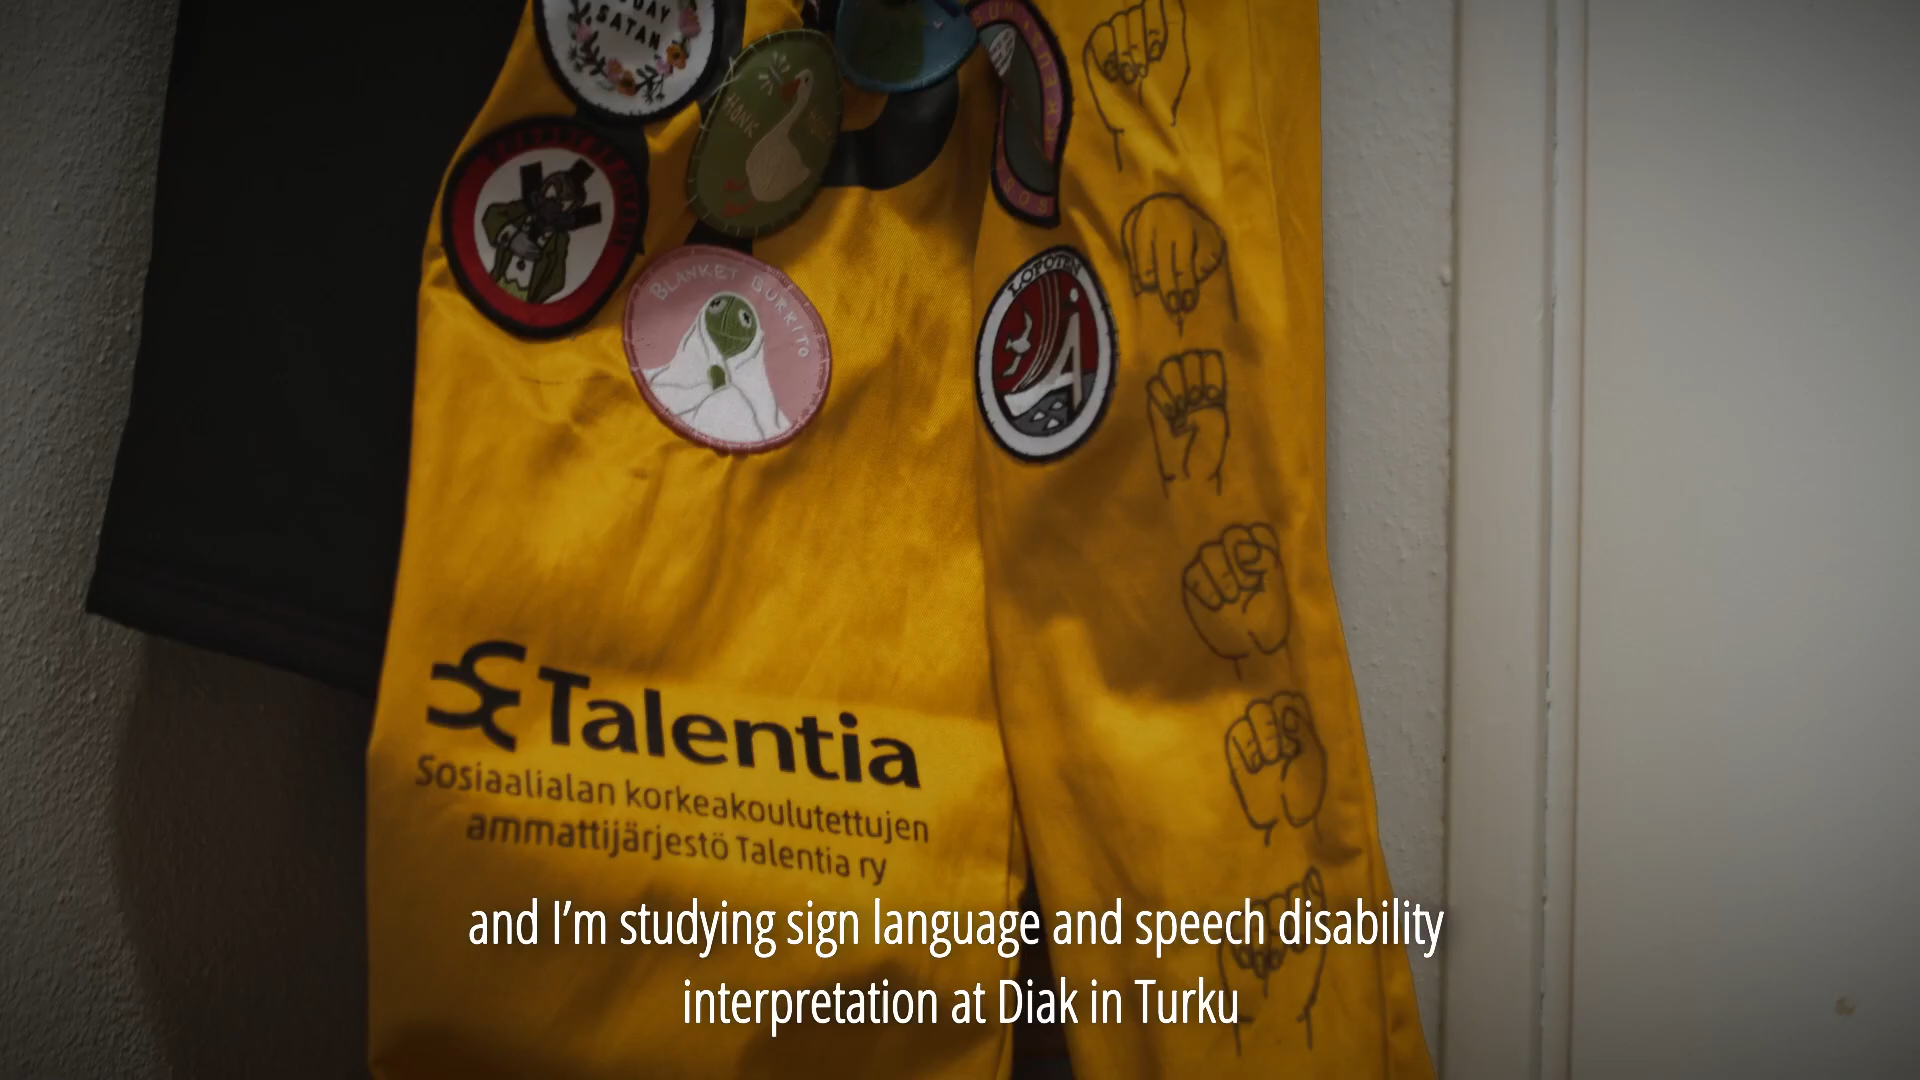 SATAN
HONK
BLANKET BURRITO
LOFOTEN
Å
Talentia
Sosiaalialan korkeakoulutettujen
ammattijärjestö Talentia ry
and I'm studying sign language and speech disability
interpretation at Diak in Turku